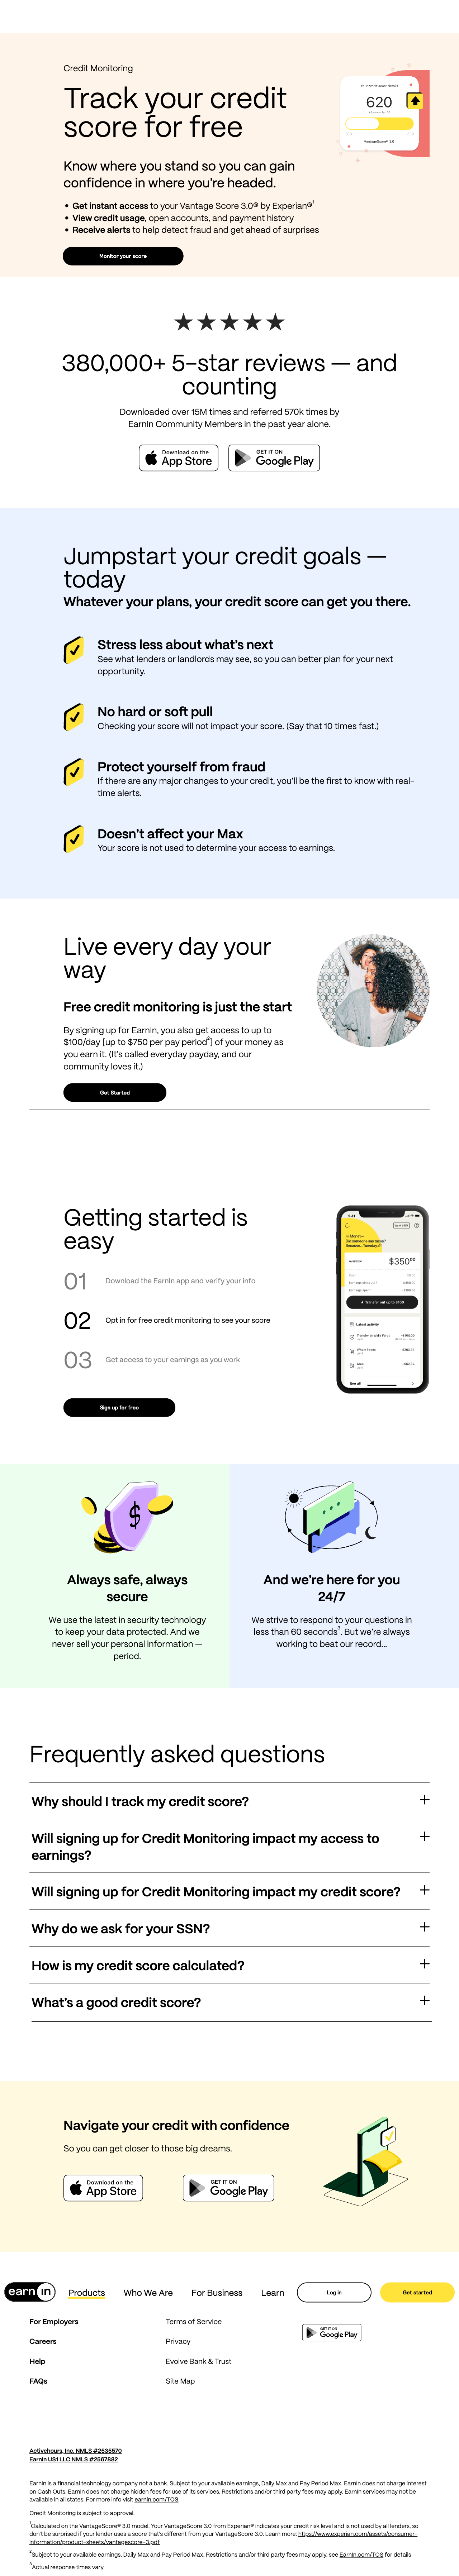 Credit Monitoring
Track your credit
score for free
Know where you stand so you can gain
confidence in where you're headed.
• Get instant access to your Vantage Score 3.0® by Experian®1
• View credit usage, open accounts, and payment history
• Receive alerts to help detect fraud and get ahead of surprises
Monitor your score
Your credit score details
620
VantageScore® 3.0
380,000+ 5-star reviews — and
counting
Downloaded over 15M times and referred 570k times by
EarnIn Community Members in the past year alone.
Download on the
App Store
GET IT ON
Google Play
Jumpstart your credit goals —
today
Whatever your plans, your credit score can get you there.
Stress less about what's next
See what lenders or landlords may see, so you can better plan for your next
opportunity.
No hard or soft pull
Checking your score will not impact your score. (Say that 10 times fast.)
Protect yourself from fraud
If there are any major changes to your credit, you'll be the first to know with real-
time alerts.
Doesn't affect your Max
Your score is not used to determine your access to earnings.
Live every day your
way
Free credit monitoring is just the start
By signing up for EarnIn, you also get access to up to
$100/day [up to $750 per pay period2] of your money as
you earn it. (It's called everyday payday, and our
community loves it.)
Get Started
Getting started is
easy
01 Download the EarnIn app and verify your info
02 Opt in for free credit monitoring to see your score
03 Get access to your earnings as you work
Sign up for free
$350
Transfer out up to $100
Latest activity
Transfer to Wells Fargo
Whole Foods
See all
Always safe, always
secure
We use the latest in security technology
to keep your data protected. And we
never sell your personal information —
period.
And we're here for you
24/7
We strive to respond to your questions in
less than 60 seconds3. But we're always
working to beat our record...
Frequently asked questions
Why should I track my credit score?
Will signing up for Credit Monitoring impact my access to
earnings?
Will signing up for Credit Monitoring impact my credit score?
Why do we ask for your SSN?
How is my credit score calculated?
What's a good credit score?
Navigate your credit with confidence
So you can get closer to those big dreams.
Download on the
App Store
GET IT ON
Google Play
earnin Products Who We Are For Business Learn Log in Get started
For Employers Terms of Service
GET IT ON
Google Play
Careers Privacy
Help Evolve Bank & Trust
FAQs Site Map
Activehours, Inc. NMLS #2535570
EarnIn US1 LLC NMLS #2567882
EarnIn is a financial technology company not a bank. Subject to your available earnings, Daily Max and Pay Period Max. EarnIn does not charge interest
on Cash Outs. EarnIn does not charge hidden fees for use of its services. Restrictions and/or third party fees may apply. EarnIn services may not be
available in all states. For more info visit earnin.com/TOS.
Credit Monitoring is subject to approval.
1Calculated on the VantageScore® 3.0 model. Your VantageScore 3.0 from Experian® indicates your credit risk level and is not used by all lenders, so
don't be surprised if your lender uses a score that's different from your VantageScore 3.0. Learn more: https://www.experian.com/assets/consumer-
information/product-sheets/vantagescore-3.pdf
2Subject to your available earnings, Daily Max and Pay Period Max. Restrictions and/or third party fees may apply, see EarnIn.com/TOS for details
3Actual response times vary